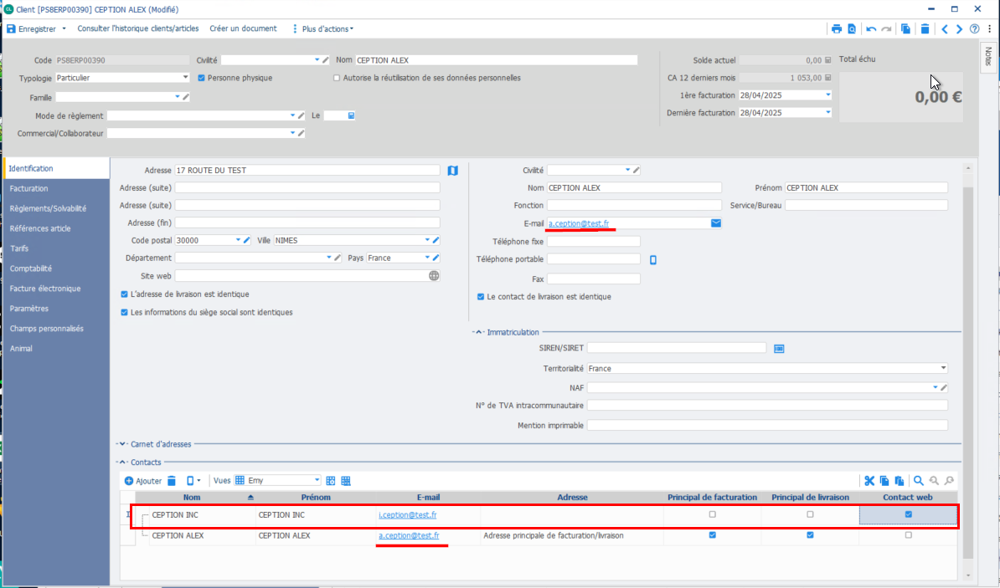 Client [PS8ERP00390] CEPTION ALEX (Modifié)
Enregistrer Consulter l'historique clients/articles Créer un document Plus d'actions
Code PS8ERP00390 Civilité Nom CEPTION ALEX
Typologie Particulier Personne physique Autorise la réutilisation de ses données personnelles
Famille
Mode de règlement Le
Commercial/Collaborateur
Solde actuel 0,00 Total échu
CA 12 derniers mois 1 053,00
1ère facturation 28/04/2025 0,00 €
Dernière facturation 28/04/2025
Notes
Identification
Facturation
Règlements/Solvabilité
Références article
Tarifs
Comptabilité
Facture électronique
Paramètres
Champs personnalisés
Animal
Adresse 17 ROUTE DU TEST
Adresse (suite)
Adresse (suite)
Adresse (fin)
Code postal 30000 Ville NIMES
Département Pays France
Site web
L'adresse de livraison est identique
Les informations du siège social sont identiques
Civilité
Nom CEPTION ALEX Prénom CEPTION ALEX
Fonction Service/Bureau
E-mail a.ception@test.fr
Téléphone fixe
Téléphone portable
Fax
Le contact de livraison est identique
Immatriculation
SIREN/SIRET
Territorialité France
NAF
N° de TVA intracommunautaire
Mention imprimable
Carnet d'adresses
Contacts
Ajouter Vues Emy
Nom Prénom E-mail Adresse Principal de facturation Principal de livraison Contact web
CEPTION INC CEPTION INC i.ception@test.fr
CEPTION ALEX CEPTION ALEX a.ception@test.fr Adresse principale de facturation/livraison